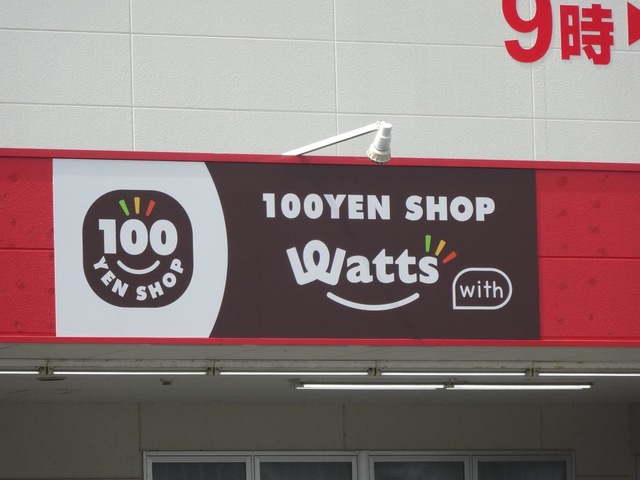 9時
100
YEN SHOP
100YEN SHOP
Watts
with